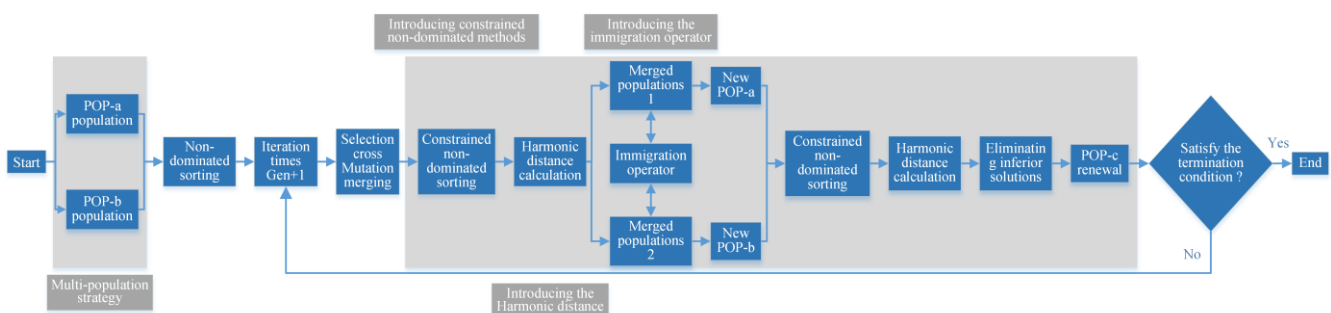 Introducing constrained
non-dominated methods
Introducing the
immigration operator
Start
POP-a
population
POP-b
population
Multi-population
strategy
Non-
dominated
sorting
Iteration
times
Gen+1
Selection
cross
Mutation
merging
Constrained
non-
dominated
sorting
Harmonic
distance
calculation
Merged
populations
1
Immigration
operator
Merged
populations
2
New
POP-a
New
POP-b
Introducing the
Harmonic distance
Constrained
non-
dominated
sorting
Harmonic
distance
calculation
Eliminatin
g inferior
solutions
POP-c
renewal
Satisfy the
termination
condition ?
Yes
End
No